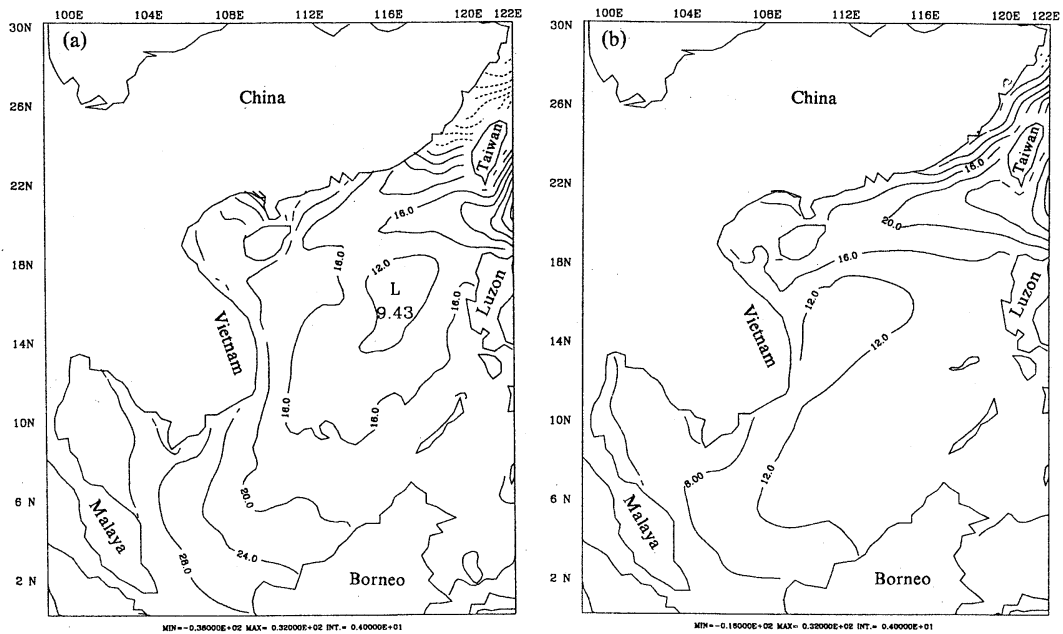 100E 104E 108E 112E 116E 120E 122E
30N
(a)
China
26N
Taiwan
22N
16.0
18N
16.0
12.0
L
9.43
16.0
Luzon
Vietnam
14N
16.0
16.0
10N
20.0
6 N
Malaya
28.0
24.0
2 N
Borneo
MIN=-0.36000E+02 MAX= 0.32000E+02 INT.= 0.40000E+01
100E 104E 108E 112E 116E 120E 122E
30N
(b)
China
26N
Taiwan
22N
16.0
20.0
18N
16.0
12.0
Luzon
Vietnam
14N
12.0
10N
8.00
12.0
6 N
Malaya
2 N
Borneo
MIN=-0.16000E+02 MAX= 0.32000E+02 INT.= 0.40000E+01